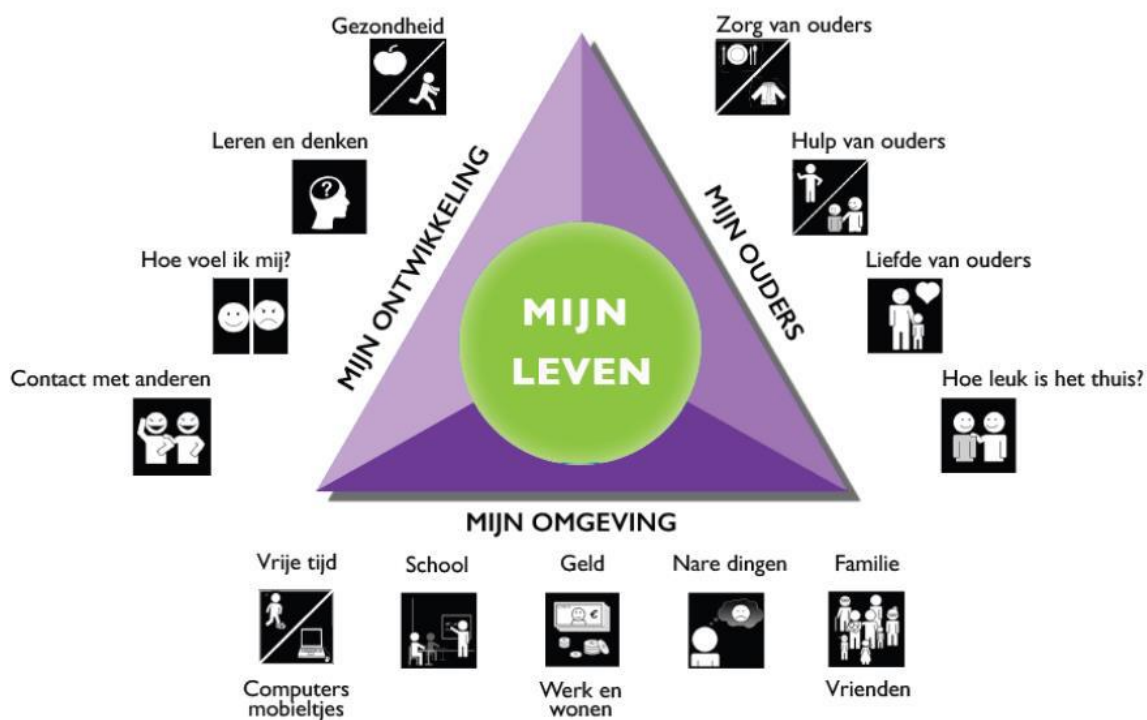 Gezondheid
Leren en denken
Hoe voel ik mij?
Contact met anderen
MIJN ONTWIKKELING
MIJN
LEVEN
MIJN OUDERS
Zorg van ouders
Hulp van ouders
Liefde van ouders
Hoe leuk is het thuis?
MIJN OMGEVING
Vrije tijd
Computers
mobieltjes
School
Geld
Werk en
wonen
Nare dingen
Familie
Vrienden